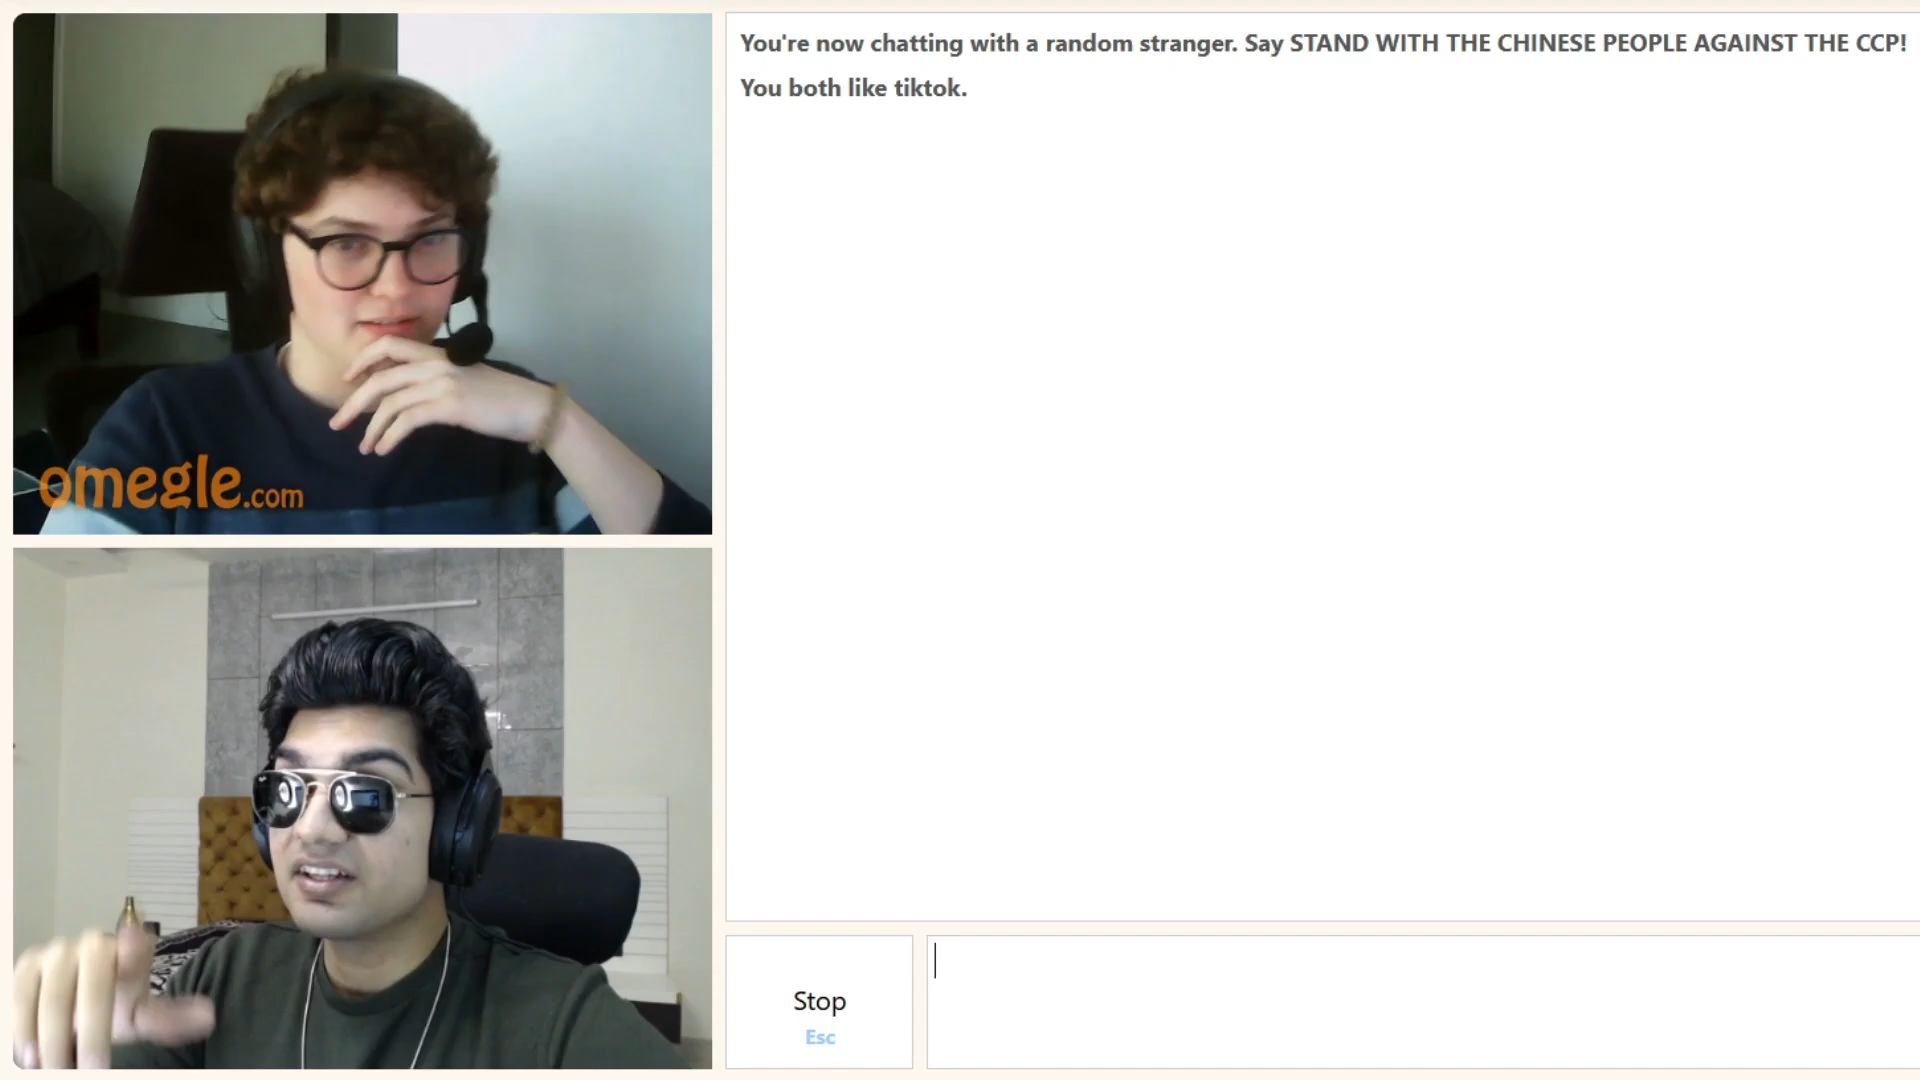 You're now chatting with a random stranger. Say STAND WITH THE CHINESE PEOPLE AGAINST THE CCP!
You both like tiktok.
omegle.com
Stop
Esc